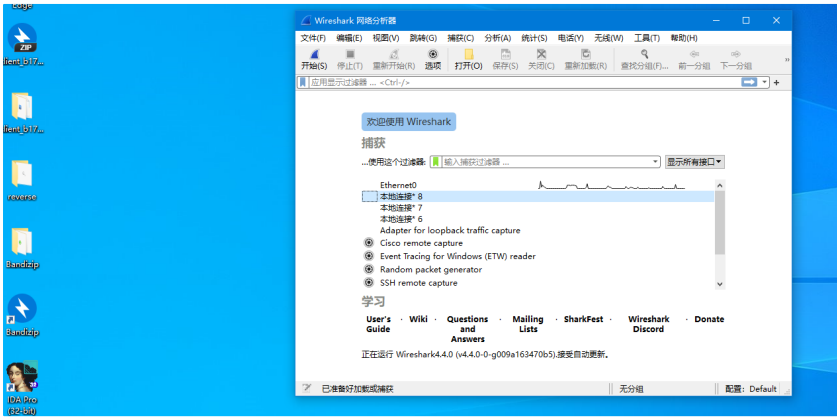 Edge
ZIP
lient_b17...
lient_b17...
reverse
Bandizip
Bandizip
IDA Pro
(32-bit)
Wireshark 网络分析器
文件(F) 编辑(E) 视图(V) 跳转(G) 捕获(C) 分析(A) 统计(S) 电话(Y) 无线(W) 工具(T) 帮助(H)
开始(S) 停止(T) 重新开始(R) 选项 打开(O) 保存(S) 关闭(C) 重新加载(R) 查找分组(F)... 前一分组 下一分组 »
应用显示过滤器 … <Ctrl-/> +
欢迎使用 Wireshark
捕获
…使用这个过滤器: 输入捕获过滤器 … 显示所有接口
Ethernet0
本地连接* 8
本地连接* 7
本地连接* 6
Adapter for loopback traffic capture
Cisco remote capture
Event Tracing for Windows (ETW) reader
Random packet generator
SSH remote capture
学习
User's Guide · Wiki · Questions and Answers · Mailing Lists · SharkFest · Wireshark Discord · Donate
正在运行 Wireshark4.4.0 (v4.4.0-0-g009a163470b5).接受自动更新。
已准备好加载或捕获 无分组 配置: Default